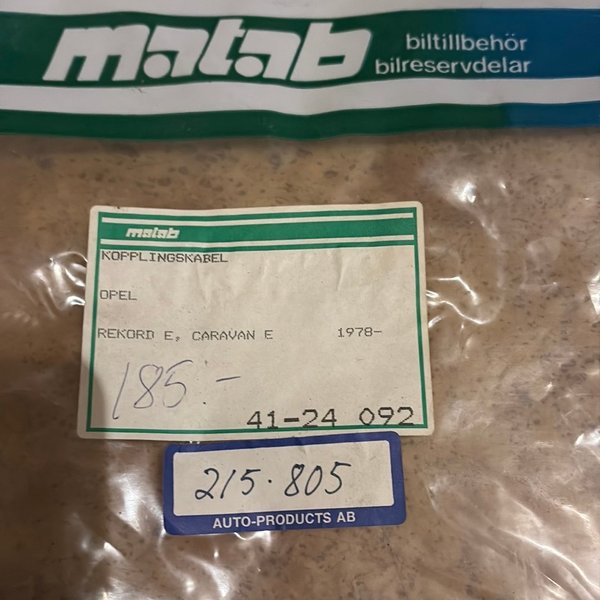 matab
biltillbehör
bilreservdelar
matab
KOPPLINGSKABEL
OPEL
REKORD E, CARAVAN E 1978-
185:-
41-24 092
215.805
AUTO-PRODUCTS AB